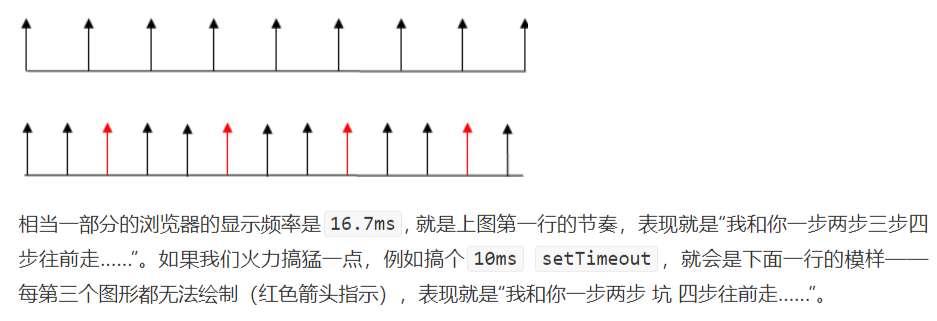 相当一部分的浏览器的显示频率是 16.7ms , 就是上图第一行的节奏，表现就是“我和你一步两步三步四
步往前走……”。如果我们火力搞猛一点，例如搞个 10ms setTimeout ，就会是下面一行的模样——
每第三个图形都无法绘制（红色箭头指示），表现就是“我和你一步两步 坑 四步往前走……”。